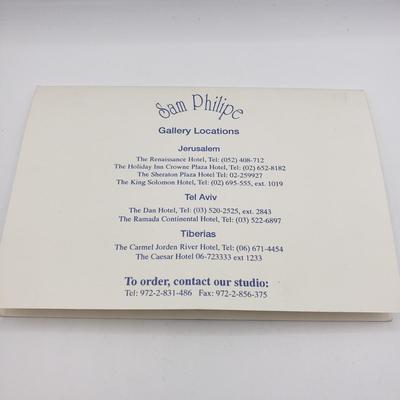 Sam Philipe
Gallery Locations
Jerusalem
The Renaissance Hotel, Tel: (052) 408-712
The Holiday Inn Crowne Plaza Hotel, Tel: (02) 652-8182
The Sheraton Plaza Hotel Tel: 02-259927
The King Solomon Hotel, Tel: (02) 695-555, ext. 1019
Tel Aviv
The Dan Hotel, Tel: (03) 520-2525, ext. 2843
The Ramada Continental Hotel, Tel: (03) 522-6897
Tiberias
The Carmel Jorden River Hotel, Tel: (06) 671-4454
The Caesar Hotel 06-723333 ext 1233
To order, contact our studio:
Tel: 972-2-831-486 Fax: 972-2-856-375